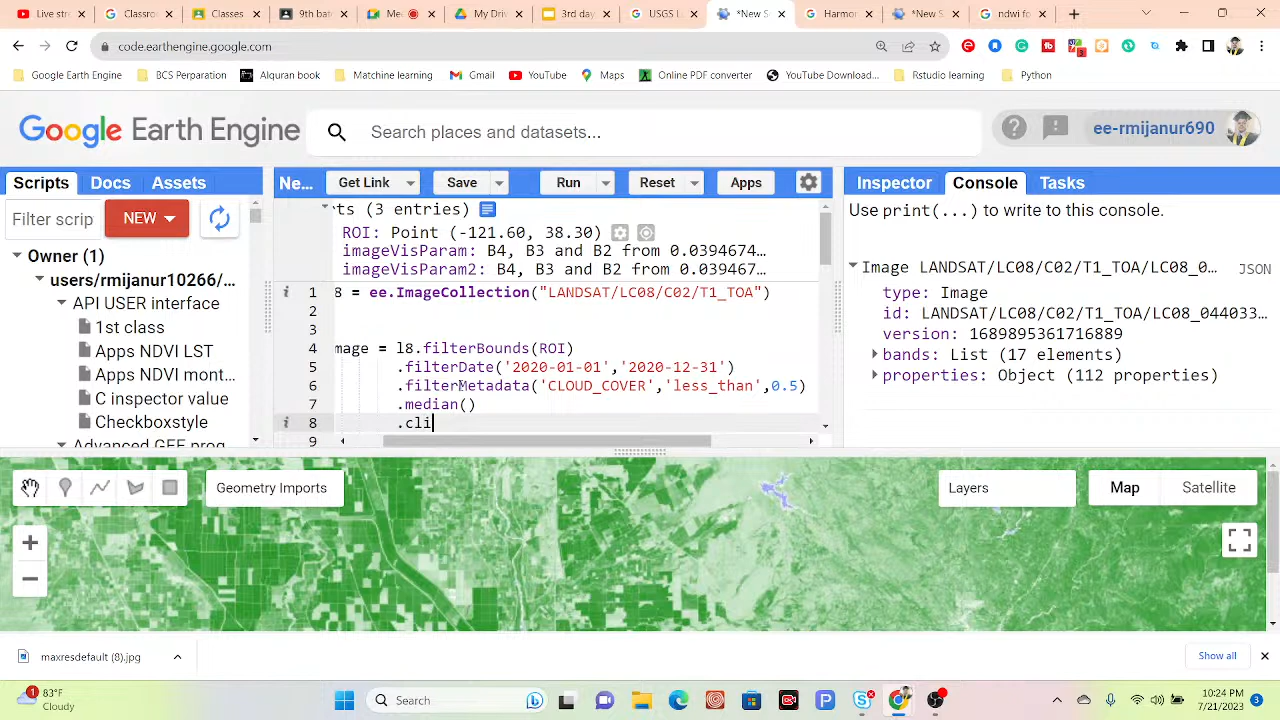 Live stre
Classroo
Classes
9th batc
Meet
My Driv
3rd day
USGS L
*New S
Harmor
*New S
ndwi fo
code.earthengine.google.com
Google Earth Engine
BCS Perparation
Alquran book
Matchine learning
Gmail
YouTube
Maps
Online PDF converter
YouTube Download...
Rstudio learning
Python
Google Earth Engine
Search places and datasets...
ee-rmijanur690
Scripts
Docs
Assets
Ne...
Get Link
Save
Run
Reset
Apps
Inspector
Console
Tasks
Filter scrip
NEW
Owner (1)
users/rmijanur10266/...
API USER interface
1st class
Apps NDVI LST
Apps NDVI mont...
C inspector value
Checkboxstyle
Advanced GEE prog
ts (3 entries)
ROI: Point (-121.60, 38.30)
imageVisParam: B4, B3 and B2 from 0.0394674…
imageVisParam2: B4, B3 and B2 from 0.039467…
i 1 8 = ee.ImageCollection("LANDSAT/LC08/C02/T1_TOA")
2
3
4 mage = l8.filterBounds(ROI)
5 .filterDate('2020-01-01','2020-12-31')
6 .filterMetadata('CLOUD_COVER','less_than',0.5)
7 .median()
i 8 .cli
9
Use print(...) to write to this console.
Image LANDSAT/LC08/C02/T1_TOA/LC08_0… JSON
type: Image
id: LANDSAT/LC08/C02/T1_TOA/LC08_044033…
version: 1689895361716889
bands: List (17 elements)
properties: Object (112 properties)
Geometry Imports
Layers
Map
Satellite
+
−
maxresdefault (8).jpg
Show all
1
83°F
Cloudy
Search
10:24 PM
7/21/2023
3